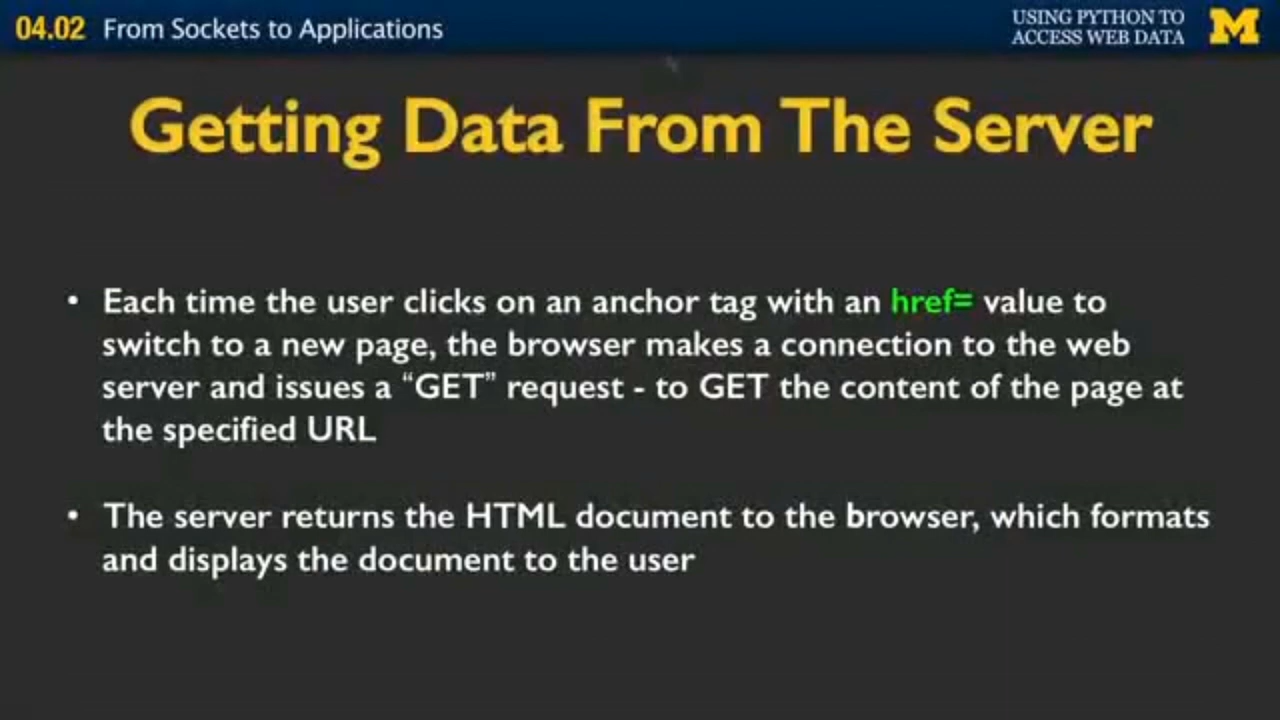 04.02 From Sockets to Applications
USING PYTHON TO
ACCESS WEB DATA
M
Getting Data From The Server
• Each time the user clicks on an anchor tag with an href= value to
switch to a new page, the browser makes a connection to the web
server and issues a “GET” request - to GET the content of the page at
the specified URL
• The server returns the HTML document to the browser, which formats
and displays the document to the user